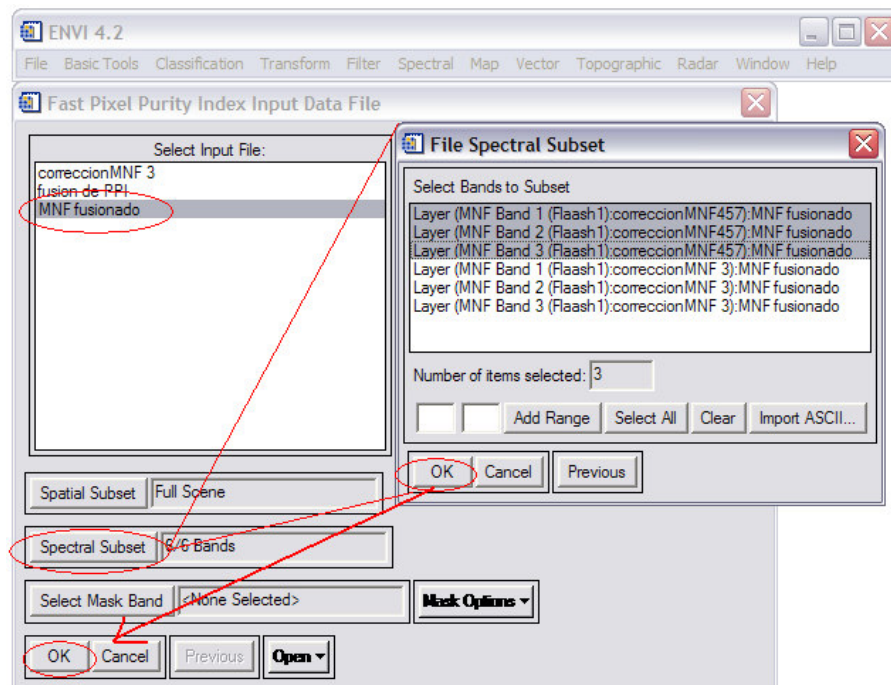 ENVI 4.2
File Basic Tools Classification Transform Filter Spectral Map Vector Topographic Radar Window Help
Fast Pixel Purity Index Input Data File
Select Input File:
correccionMNF 3
fusion de PPI
MNF fusionado
Spatial Subset Full Scene
Spectral Subset 6/6 Bands
Select Mask Band <None Selected> Mask Options
OK Cancel Previous Open
File Spectral Subset
Select Bands to Subset
Layer (MNF Band 1 (Flaash1):correccionMNF457):MNF fusionado
Layer (MNF Band 2 (Flaash1):correccionMNF457):MNF fusionado
Layer (MNF Band 3 (Flaash1):correccionMNF457):MNF fusionado
Layer (MNF Band 1 (Flaash1):correccionMNF 3):MNF fusionado
Layer (MNF Band 2 (Flaash1):correccionMNF 3):MNF fusionado
Layer (MNF Band 3 (Flaash1):correccionMNF 3):MNF fusionado
Number of items selected: 3
Add Range Select All Clear Import ASCII...
OK Cancel Previous